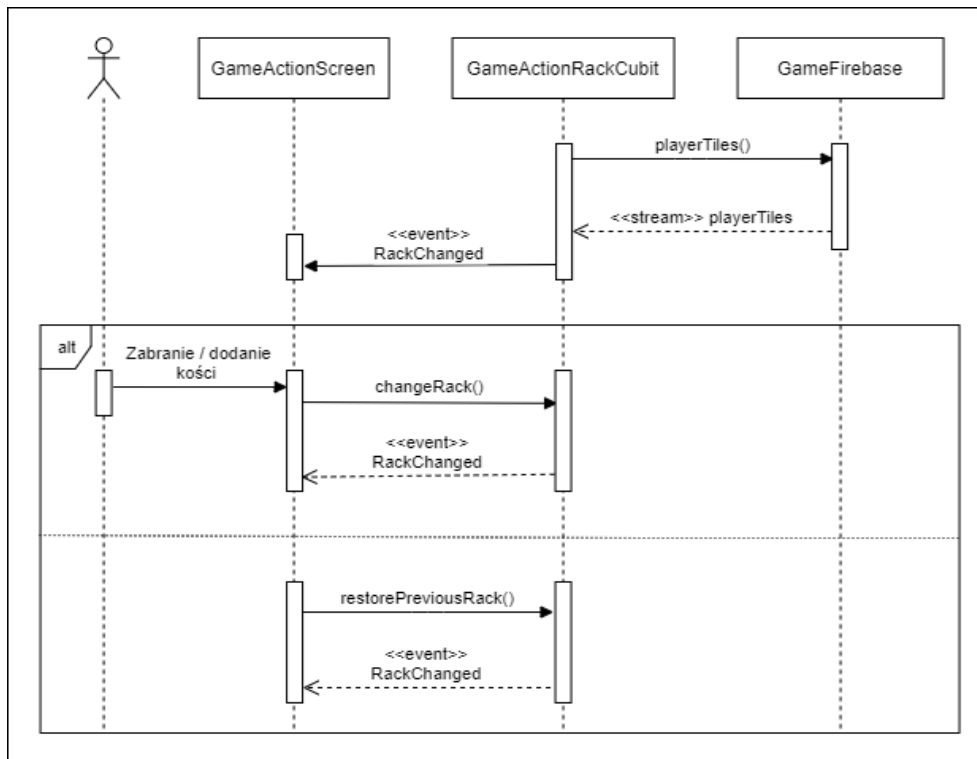 GameActionScreen
GameActionRackCubit
GameFirebase
playerTiles()
<<stream>> playerTiles
<<event>>
RackChanged
alt
Zabranie / dodanie
kości
changeRack()
<<event>>
RackChanged
restorePreviousRack()
<<event>>
RackChanged